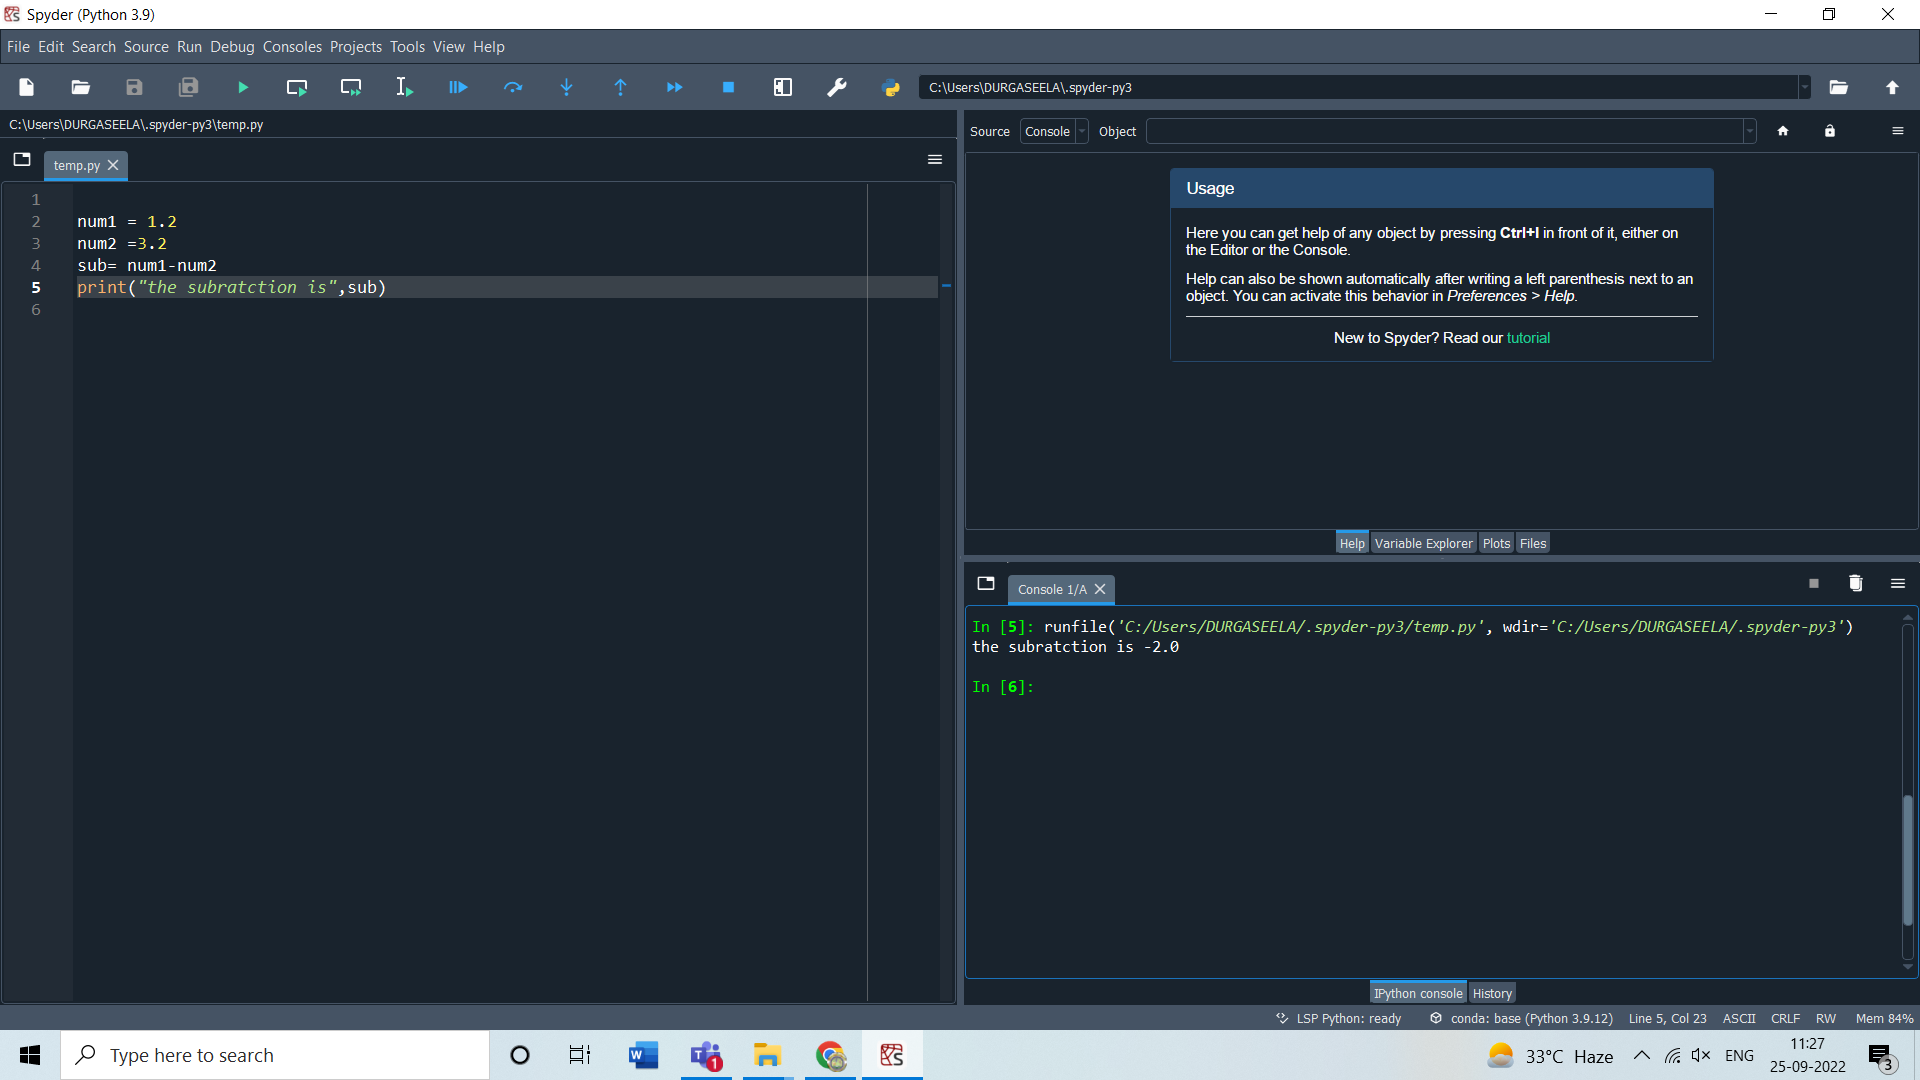 Spyder (Python 3.9)
File Edit Search Source Run Debug Consoles Projects Tools View Help
C:\Users\DURGASEELA\.spyder-py3
C:\Users\DURGASEELA\.spyder-py3\temp.py
temp.py
1
2 num1 = 1.2
3 num2 =3.2
4 sub= num1-num2
5 print("the subratction is",sub)
6
Source Console Object
Usage
Here you can get help of any object by pressing Ctrl+I in front of it, either on
the Editor or the Console.
Help can also be shown automatically after writing a left parenthesis next to an
object. You can activate this behavior in Preferences > Help.
New to Spyder? Read our tutorial
Help Variable Explorer Plots Files
Console 1/A
In [5]: runfile('C:/Users/DURGASEELA/.spyder-py3/temp.py', wdir='C:/Users/DURGASEELA/.spyder-py3')
the subratction is -2.0
In [6]:
IPython console History
LSP Python: ready conda: base (Python 3.9.12) Line 5, Col 23 ASCII CRLF RW Mem 84%
Type here to search
1
33°C Haze ENG
11:27
25-09-2022
3